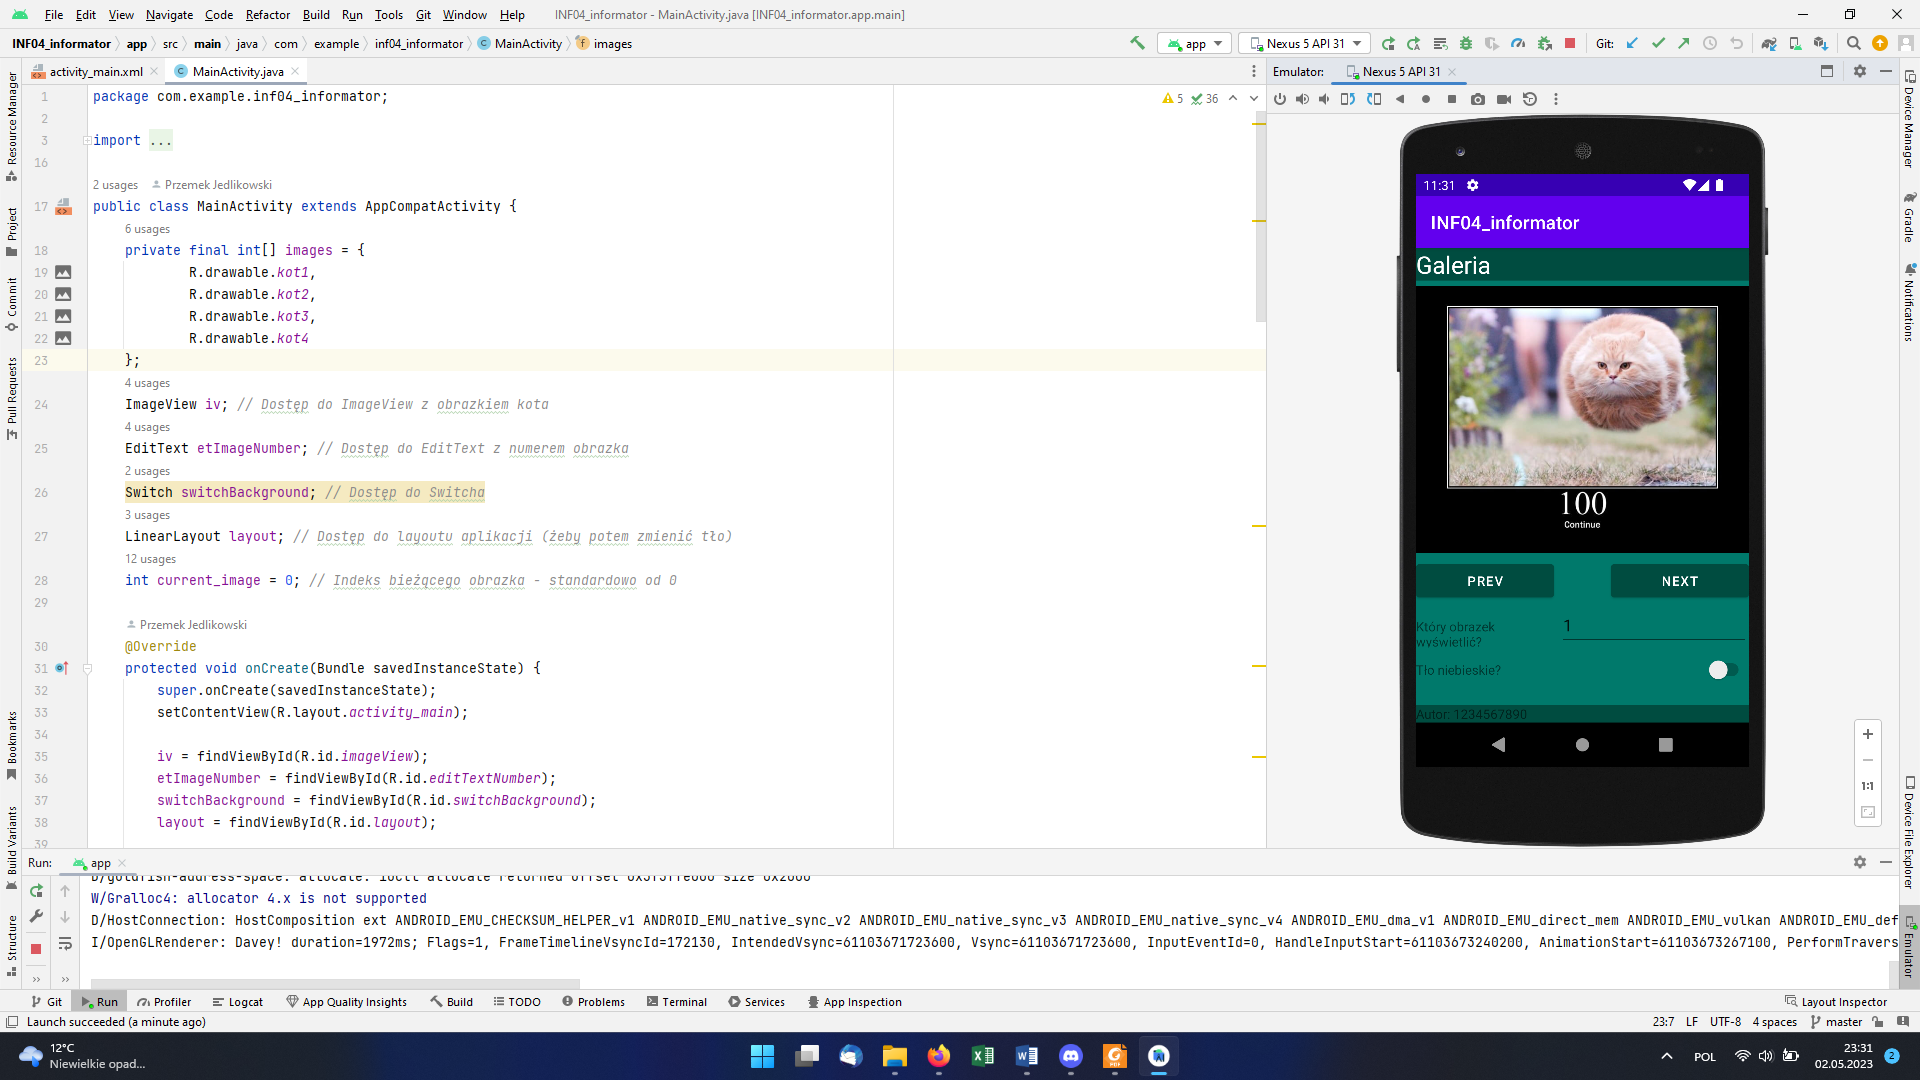 File Edit View Navigate Code Refactor Build Run Tools Git Window Help INF04_informator - MainActivity.java [INF04_informator.app.main]
INF04_informator app src main java com example inf04_informator MainActivity images
app Nexus 5 API 31 Git:
activity_main.xml MainActivity.java
Emulator: Nexus 5 API 31
5 36
1 package com.example.inf04_informator;
2
3 import ...
16
2 usages Przemek Jedlikowski
17 public class MainActivity extends AppCompatActivity {
6 usages
18 private final int[] images = {
19 R.drawable.kot1,
20 R.drawable.kot2,
21 R.drawable.kot3,
22 R.drawable.kot4
23 };
4 usages
24 ImageView iv; // Dostęp do ImageView z obrazkiem kota
4 usages
25 EditText etImageNumber; // Dostęp do EditText z numerem obrazka
2 usages
26 Switch switchBackground; // Dostęp do Switcha
3 usages
27 LinearLayout layout; // Dostęp do layoutu aplikacji (żeby potem zmienić tło)
12 usages
28 int current_image = 0; // Indeks bieżącego obrazka - standardowo od 0
29
Przemek Jedlikowski
30 @Override
31 protected void onCreate(Bundle savedInstanceState) {
32 super.onCreate(savedInstanceState);
33 setContentView(R.layout.activity_main);
34
35 iv = findViewById(R.id.imageView);
36 etImageNumber = findViewById(R.id.editTextNumber);
37 switchBackground = findViewById(R.id.switchBackground);
38 layout = findViewById(R.id.layout);
39
11:31
INF04_informator
Galeria
100
Continue
PREV NEXT
Który obrazek wyświetlić?
1
Tło niebieskie?
Autor: 1234567890
1:1
Resource Manager
Project
Commit
Pull Requests
Bookmarks
Build Variants
Structure
Device Manager
Gradle
Notifications
Device File Explorer
Emulator
Run: app
D/goldfish-address-space: allocate: ioctl allocate returned offset 0x3f3ffe000 size 0x2000
W/Gralloc4: allocator 4.x is not supported
D/HostConnection: HostComposition ext ANDROID_EMU_CHECKSUM_HELPER_v1 ANDROID_EMU_native_sync_v2 ANDROID_EMU_native_sync_v3 ANDROID_EMU_native_sync_v4 ANDROID_EMU_dma_v1 ANDROID_EMU_direct_mem ANDROID_EMU_vulkan ANDROID_EMU_def
I/OpenGLRenderer: Davey! duration=1972ms; Flags=1, FrameTimelineVsyncId=172130, IntendedVsync=61103671723600, Vsync=61103671723600, InputEventId=0, HandleInputStart=61103673240200, AnimationStart=61103673267100, PerformTravers
Git Run Profiler Logcat App Quality Insights Build TODO Problems Terminal Services App Inspection Layout Inspector
Launch succeeded (a minute ago) 23:7 LF UTF-8 4 spaces master
12°C
Niewielkie opad...
POL
23:31
02.05.2023
2